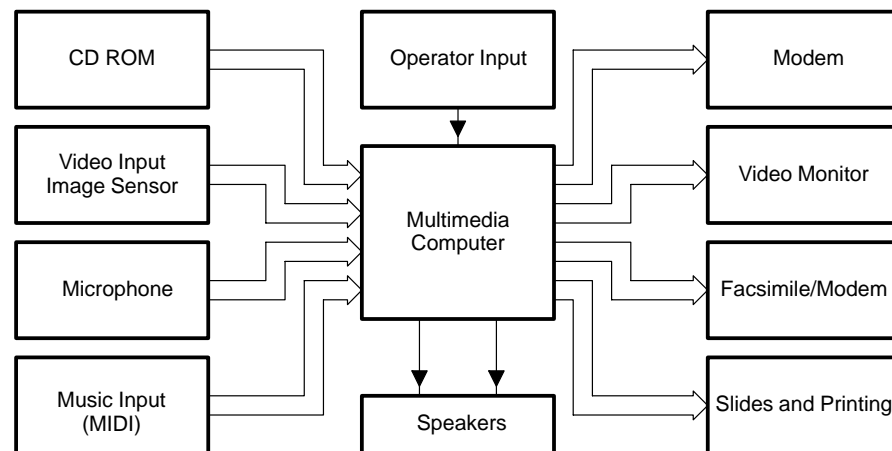 CD ROM
Operator Input
Modem
Video Input
Image Sensor
Video Monitor
Multimedia
Computer
Microphone
Facsimile/Modem
Music Input
(MIDI)
Speakers
Slides and Printing